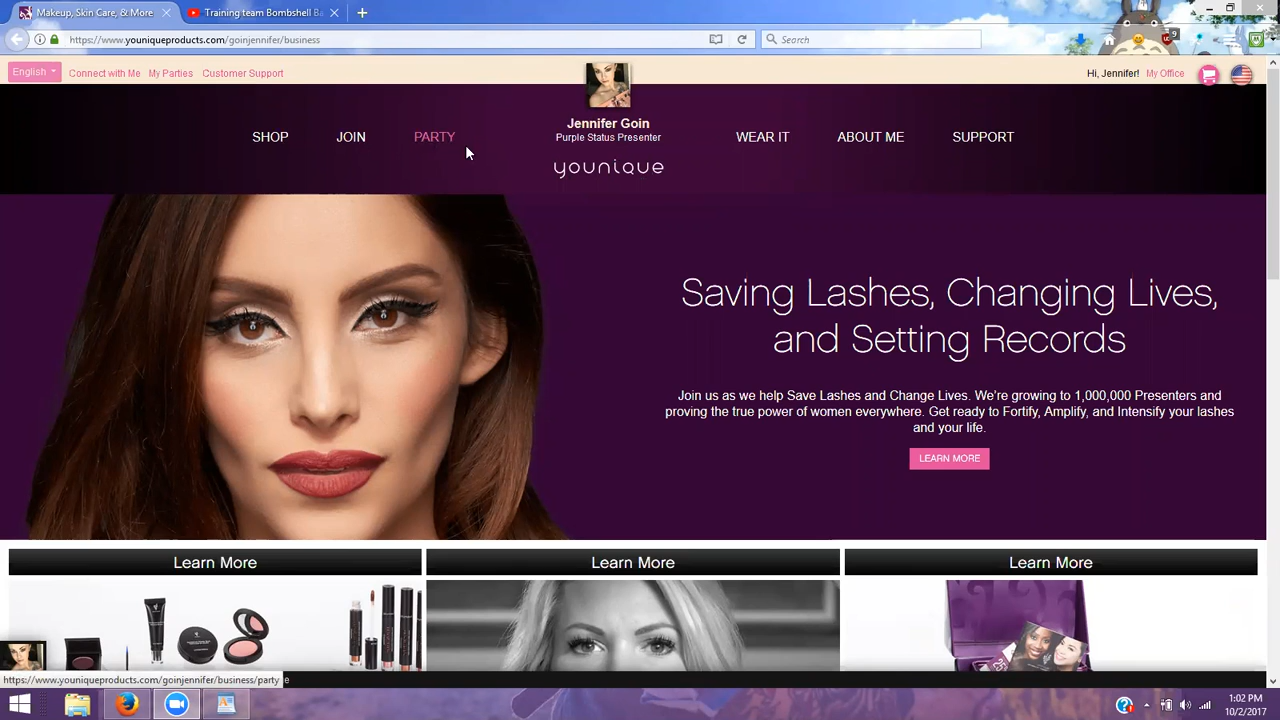 Makeup, Skin Care, & More
Training team Bombshell Ba
https://www.youniqueproducts.com/goinjennifer/business
Search
9
English
Connect with Me
My Parties
Customer Support
Hi, Jennifer!
My Office
SHOP
JOIN
PARTY
Jennifer Goin
Purple Status Presenter
younique
WEAR IT
ABOUT ME
SUPPORT
Saving Lashes, Changing Lives,
and Setting Records
Join us as we help Save Lashes and Change Lives. We're growing to 1,000,000 Presenters and
proving the true power of women everywhere. Get ready to Fortify, Amplify, and Intensify your lashes
and your life.
LEARN MORE
Learn More
Learn More
Learn More
https://www.youniqueproducts.com/goinjennifer/business/party
1:02 PM
10/2/2017